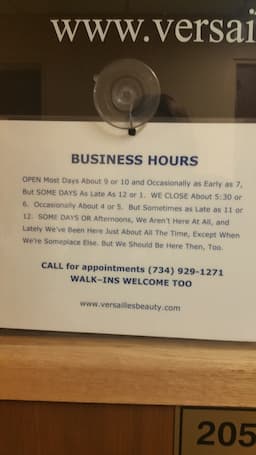 www.versai
BUSINESS HOURS
OPEN Most Days About 9 or 10 and Occasionally as Early as 7,
But SOME DAYS As Late As 12 or 1. WE CLOSE About 5:30 or
6. Occasionally About 4 or 5. But Sometimes as Late as 11 or
12. SOME DAYS OR Afternoons, We Aren't Here At All, and
Lately We've Been Here Just About All The Time, Except When
We're Someplace Else. But We Should Be Here Then, Too.
CALL for appointments (734) 929-1271
WALK-INS WELCOME TOO
www.versaillesbeauty.com
205